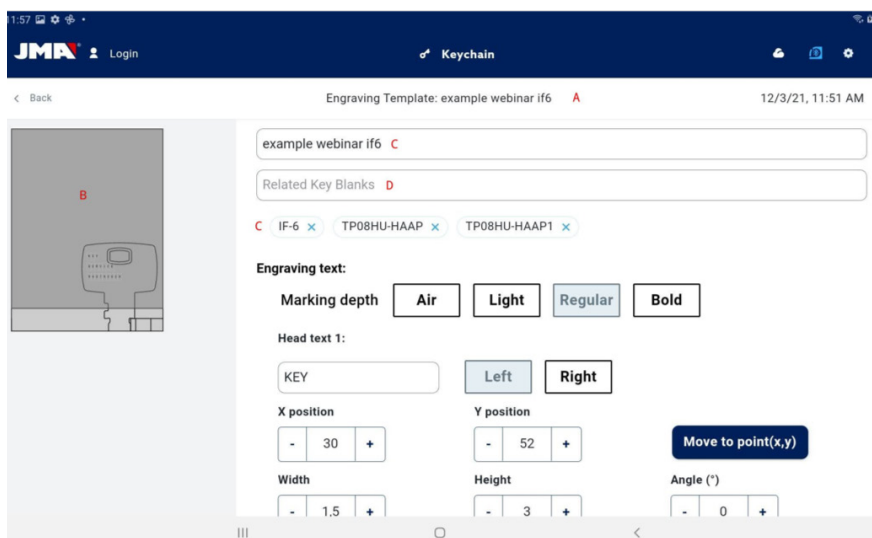 11:57
JMA Login Keychain
< Back Engraving Template: example webinar if6 A 12/3/21, 11:51 AM
B
example webinar if6 C
Related Key Blanks D
C IF-6 × TP08HU-HAAP × TP08HU-HAAP1 ×
Engraving text:
Marking depth Air Light Regular Bold
Head text 1:
KEY Left Right
X position Y position
- 30 + - 52 + Move to point(x,y)
Width Height Angle (°)
- 1,5 + - 3 + - 0 +